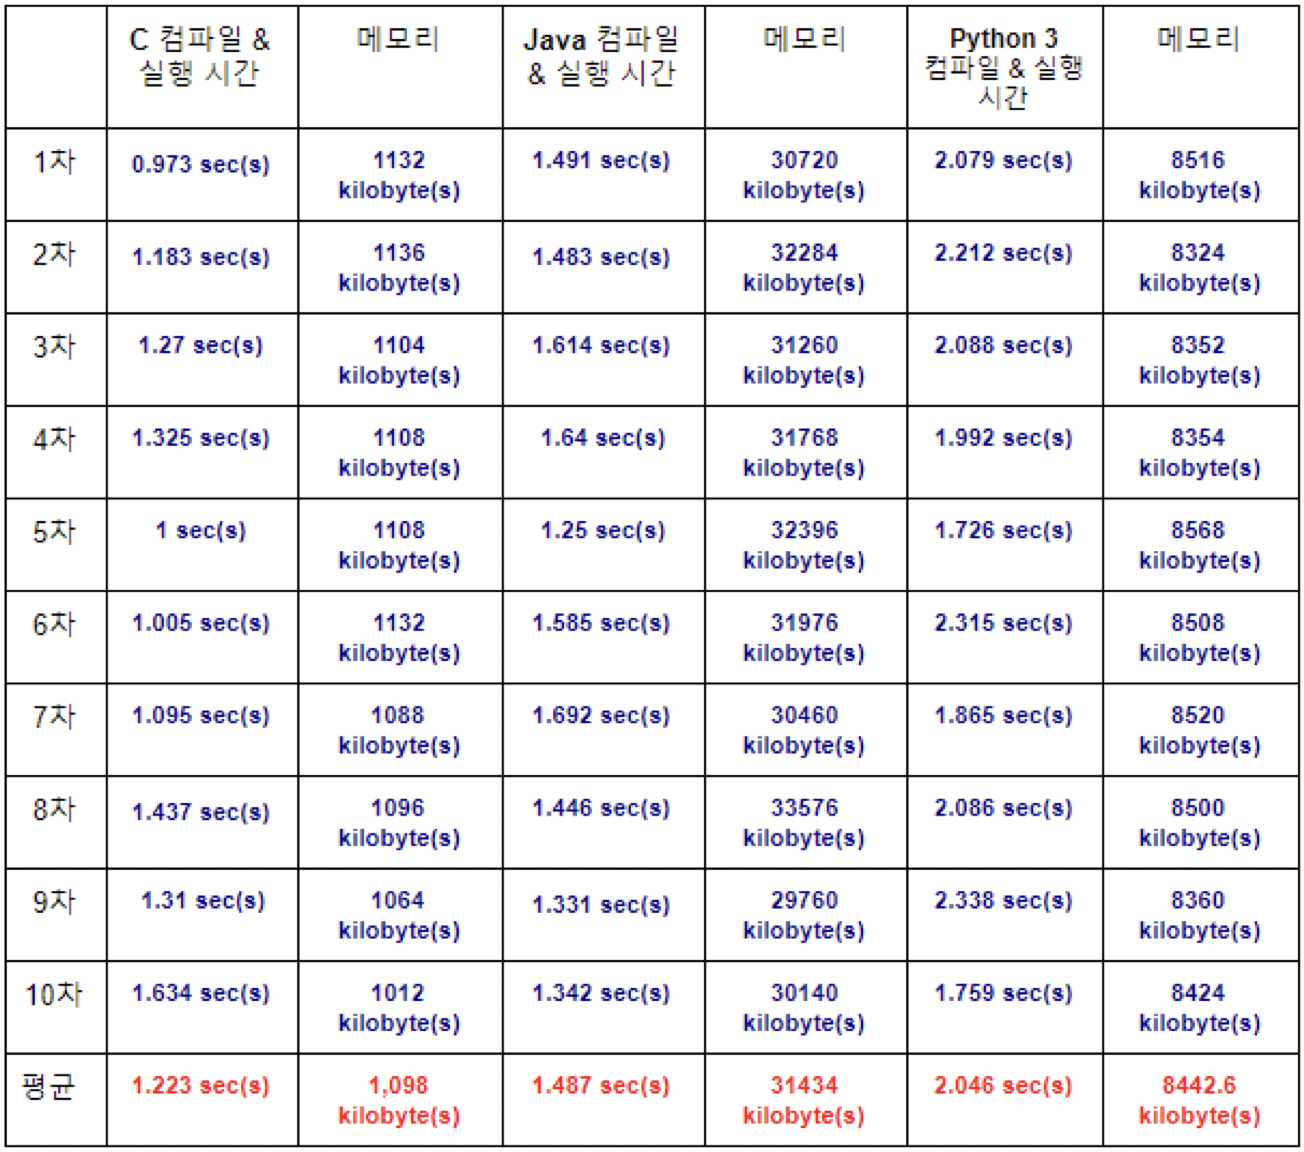 C 컴파일 & 실행 시간 메모리 Java 컴파일 & 실행 시간 메모리 Python 3 컴파일 & 실행 시간 메모리
1차 0.973 sec(s) 1132 kilobyte(s) 1.491 sec(s) 30720 kilobyte(s) 2.079 sec(s) 8516 kilobyte(s)
2차 1.183 sec(s) 1136 kilobyte(s) 1.483 sec(s) 32284 kilobyte(s) 2.212 sec(s) 8324 kilobyte(s)
3차 1.27 sec(s) 1104 kilobyte(s) 1.614 sec(s) 31260 kilobyte(s) 2.088 sec(s) 8352 kilobyte(s)
4차 1.325 sec(s) 1108 kilobyte(s) 1.64 sec(s) 31768 kilobyte(s) 1.992 sec(s) 8354 kilobyte(s)
5차 1 sec(s) 1108 kilobyte(s) 1.25 sec(s) 32396 kilobyte(s) 1.726 sec(s) 8568 kilobyte(s)
6차 1.005 sec(s) 1132 kilobyte(s) 1.585 sec(s) 31976 kilobyte(s) 2.315 sec(s) 8508 kilobyte(s)
7차 1.095 sec(s) 1088 kilobyte(s) 1.692 sec(s) 30460 kilobyte(s) 1.865 sec(s) 8520 kilobyte(s)
8차 1.437 sec(s) 1096 kilobyte(s) 1.446 sec(s) 33576 kilobyte(s) 2.086 sec(s) 8500 kilobyte(s)
9차 1.31 sec(s) 1064 kilobyte(s) 1.331 sec(s) 29760 kilobyte(s) 2.338 sec(s) 8360 kilobyte(s)
10차 1.634 sec(s) 1012 kilobyte(s) 1.342 sec(s) 30140 kilobyte(s) 1.759 sec(s) 8424 kilobyte(s)
평균 1.223 sec(s) 1,098 kilobyte(s) 1.487 sec(s) 31434 kilobyte(s) 2.046 sec(s) 8442.6 kilobyte(s)